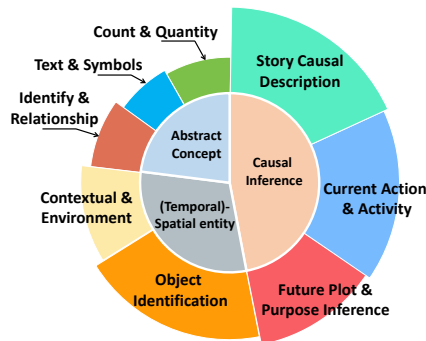 Count & Quantity
Text & Symbols
Identify &
Relationship
Contextual &
Environment
Object
Identification
Future Plot &
Purpose Inference
Current Action
& Activity
Story Causal
Description
Abstract
Concept
Causal
Inference
(Temporal)-
Spatial entity